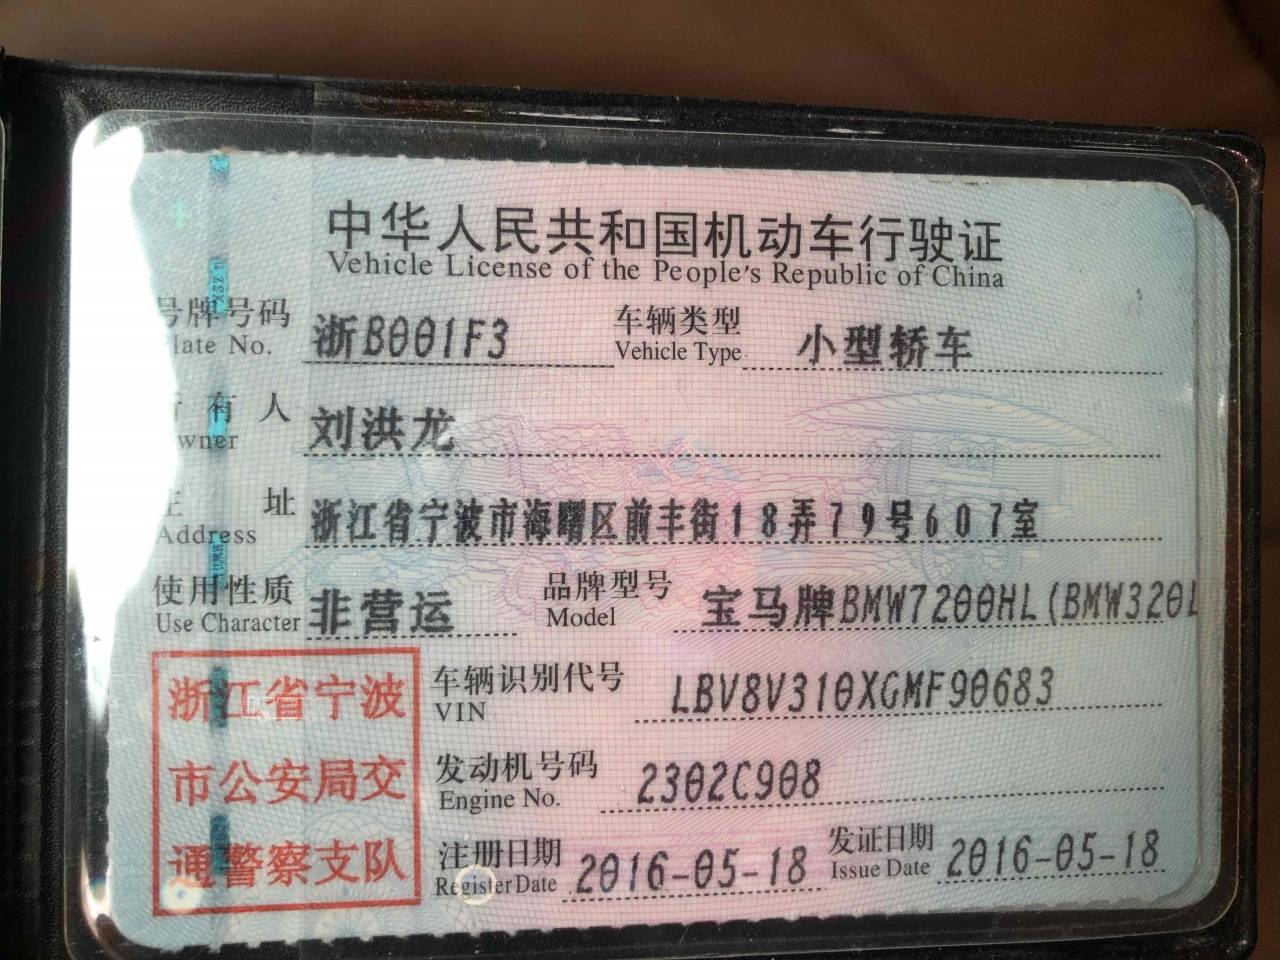 中华人民共和国机动车行驶证
Vehicle License of the People's Republic of China
号牌号码 浙B001F3 车辆类型 小型轿车
Plate No. Vehicle Type
所有人 刘洪龙
Owner
住址 浙江省宁波市海曙区前丰街18弄79号607室
Address
使用性质 非营运 品牌型号 宝马牌BMW7200HL(BMW320L
Use Character Model
浙江省宁波
市公安局交
通警察支队
车辆识别代号 LBV8V310XGMF90683
VIN
发动机号码 2302C908
Engine No.
注册日期 2016-05-18 发证日期 2016-05-18
Register Date Issue Date